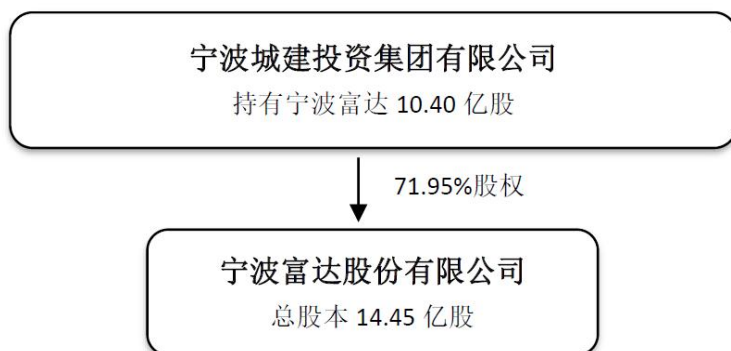 宁波城建投资集团有限公司
持有宁波富达 10.40 亿股
71.95%股权
宁波富达股份有限公司
总股本 14.45 亿股